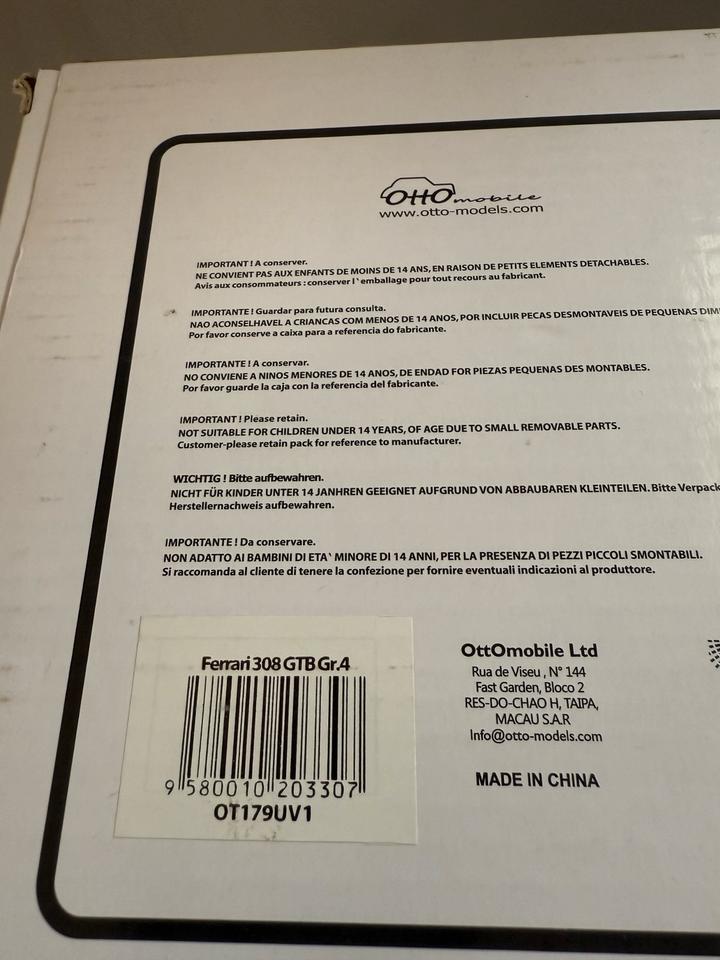 OttOmobile
www.otto-models.com
IMPORTANT ! A conserver.
NE CONVIENT PAS AUX ENFANTS DE MOINS DE 14 ANS, EN RAISON DE PETITS ELEMENTS DETACHABLES.
Avis aux consommateurs : conserver l`emballage pour tout recours au fabricant.
IMPORTANTE ! Guardar para futura consulta.
NAO ACONSELHAVEL A CRIANCAS COM MENOS DE 14 ANOS, POR INCLUIR PECAS DESMONTAVEIS DE PEQUENAS DIM
Por favor conserve a caixa para a referencia do fabricante.
IMPORTANTE ! A conservar.
NO CONVIENE A NINOS MENORES DE 14 ANOS, DE ENDAD FOR PIEZAS PEQUENAS DES MONTABLES.
Por favor guarde la caja con la referencia del fabricante.
IMPORTANT ! Please retain.
NOT SUITABLE FOR CHILDREN UNDER 14 YEARS, OF AGE DUE TO SMALL REMOVABLE PARTS.
Customer-please retain pack for reference to manufacturer.
WICHTIG ! Bitte aufbewahren.
NICHT FÜR KINDER UNTER 14 JANHREN GEEIGNET AUFGRUND VON ABBAUBAREN KLEINTEILEN. Bitte Verpack
Herstellernachweis aufbewahren.
IMPORTANTE ! Da conservare.
NON ADATTO AI BAMBINI DI ETA` MINORE DI 14 ANNI, PER LA PRESENZA DI PEZZI PICCOLI SMONTABILI.
Si raccomanda al cliente di tenere la confezione per fornire eventuali indicazioni al produttore.
Ferrari 308 GTB Gr.4
9 580010 203307
OT179UV1
OttOmobile Ltd
Rua de Viseu , N° 144
Fast Garden, Bloco 2
RES-DO-CHAO H, TAIPA,
MACAU S.A.R
Info@otto-models.com
MADE IN CHINA